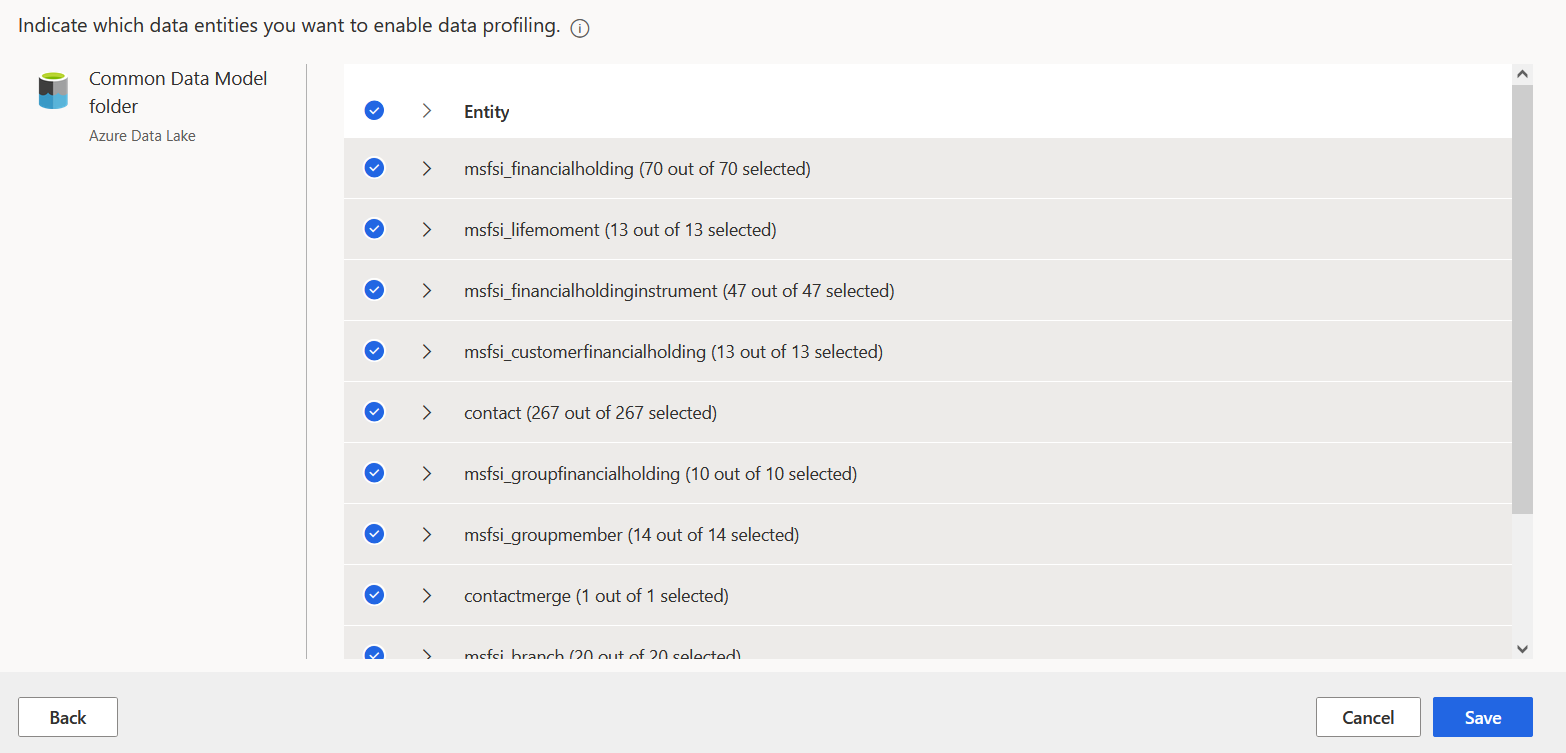 Indicate which data entities you want to enable data profiling.
Common Data Model
folder
Azure Data Lake
Entity
msfsi_financialholding (70 out of 70 selected)
msfsi_lifemoment (13 out of 13 selected)
msfsi_financialholdinginstrument (47 out of 47 selected)
msfsi_customerfinancialholding (13 out of 13 selected)
contact (267 out of 267 selected)
msfsi_groupfinancialholding (10 out of 10 selected)
msfsi_groupmember (14 out of 14 selected)
contactmerge (1 out of 1 selected)
msfsi_branch (20 out of 20 selected)
Back
Cancel
Save